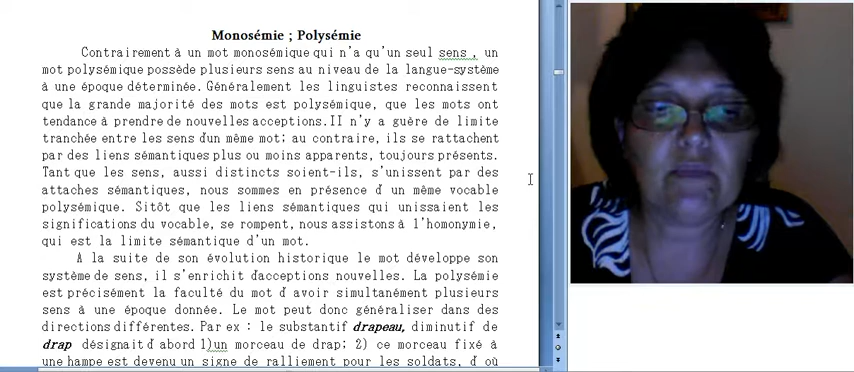 Monosémie ; Polysémie
Contrairement à un mot monosémique qui n'a qu'un seul sens , un
mot polysémique possède plusieurs sens au niveau de la langue-système
à une époque déterminée. Généralement les linguistes reconnaissent
que la grande majorité des mots est polysémique, que les mots ont
tendance à prendre de nouvelles acceptions.II n'y a guère de limite
tranchée entre les sens d'un même mot; au contraire, ils se rattachent
par des liens sémantiques plus ou moins apparents, toujours présents.
Tant que les sens, aussi distincts soient-ils, s'unissent par des
attaches sémantiques, nous sommes en présence d'un même vocable
polysémique. Sitôt que les liens sémantiques qui unissaient les
significations du vocable, se rompent, nous assistons à l'homonymie,
qui est la limite sémantique d'un mot.
A la suite de son évolution historique le mot développe son
système de sens, il s'enrichit d'acceptions nouvelles. La polysémie
est précisément la faculté du mot d'avoir simultanément plusieurs
sens à une époque donnée. Le mot peut donc généraliser dans des
directions différentes. Par ex : le substantif drapeau, diminutif de
drap désignait d'abord 1)un morceau de drap; 2) ce morceau fixé à
une hampe est devenu un signe de ralliement pour les soldats, d'où